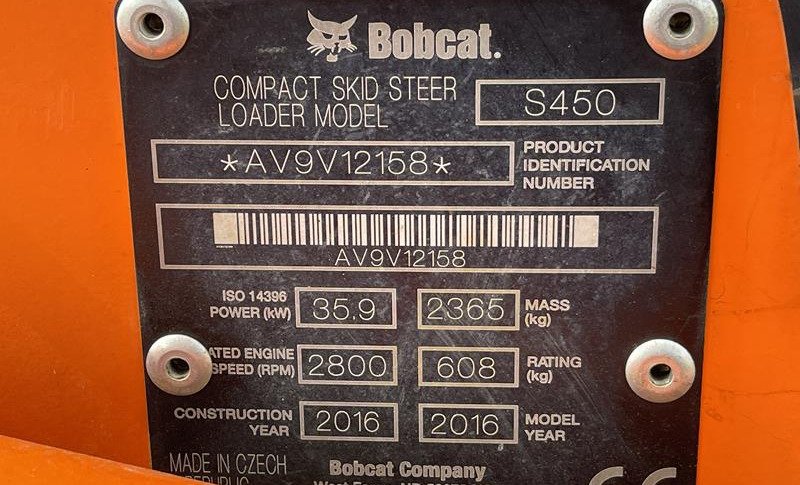 Bobcat.
COMPACT SKID STEER
LOADER MODEL
S450
*AV9V12158*
PRODUCT
IDENTIFICATION
NUMBER
AV9V12158
ISO 14396
POWER (kW)
35.9
2365
MASS
(kg)
ATED ENGINE
SPEED (RPM)
2800
608
RATING
(kg)
CONSTRUCTION
YEAR
2016
2016
MODEL
YEAR
MADE IN CZECH
Bobcat Company
West
CE